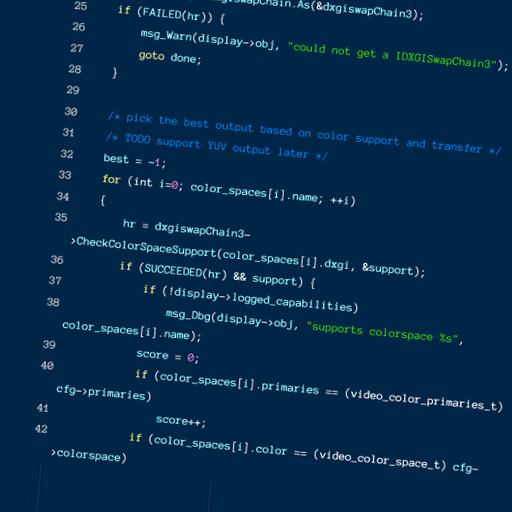 dxgiswapChain.As(&dxgiswapChain3);
25 if (FAILED(hr)) {
26 msg_Warn(display->obj, "could not get a IDXGISwapChain3");
27 goto done;
28 }
29
30 /* pick the best output based on color support and transfer */
31 /* TODO support YUV output later */
32 best = -1;
33 for (int i=0; color_spaces[i].name; ++i)
34 {
35 hr = dxgiswapChain3-
>CheckColorSpaceSupport(color_spaces[i].dxgi, &support);
36 if (SUCCEEDED(hr) && support) {
37 if (!display->logged_capabilities)
38 msg_Dbg(display->obj, "supports colorspace %s",
color_spaces[i].name);
39 score = 0;
40 if (color_spaces[i].primaries == (video_color_primaries_t)
cfg->primaries)
41 score++;
42 if (color_spaces[i].color == (video_color_space_t) cfg-
>colorspace)